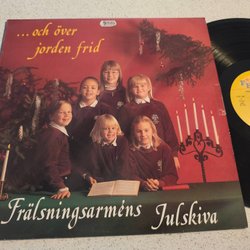 ...och över
jorden frid
Frälsningsarméns Julskiva